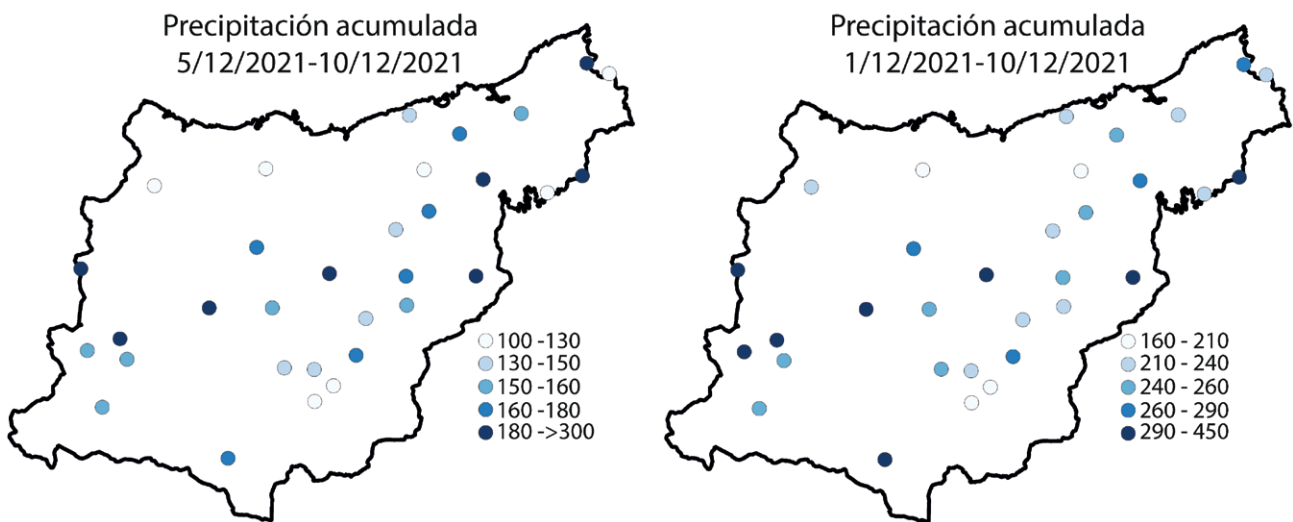 Precipitación acumulada
5/12/2021-10/12/2021
100 -130
130 -150
150 -160
160 -180
180 ->300
Precipitación acumulada
1/12/2021-10/12/2021
160 - 210
210 - 240
240 - 260
260 - 290
290 - 450